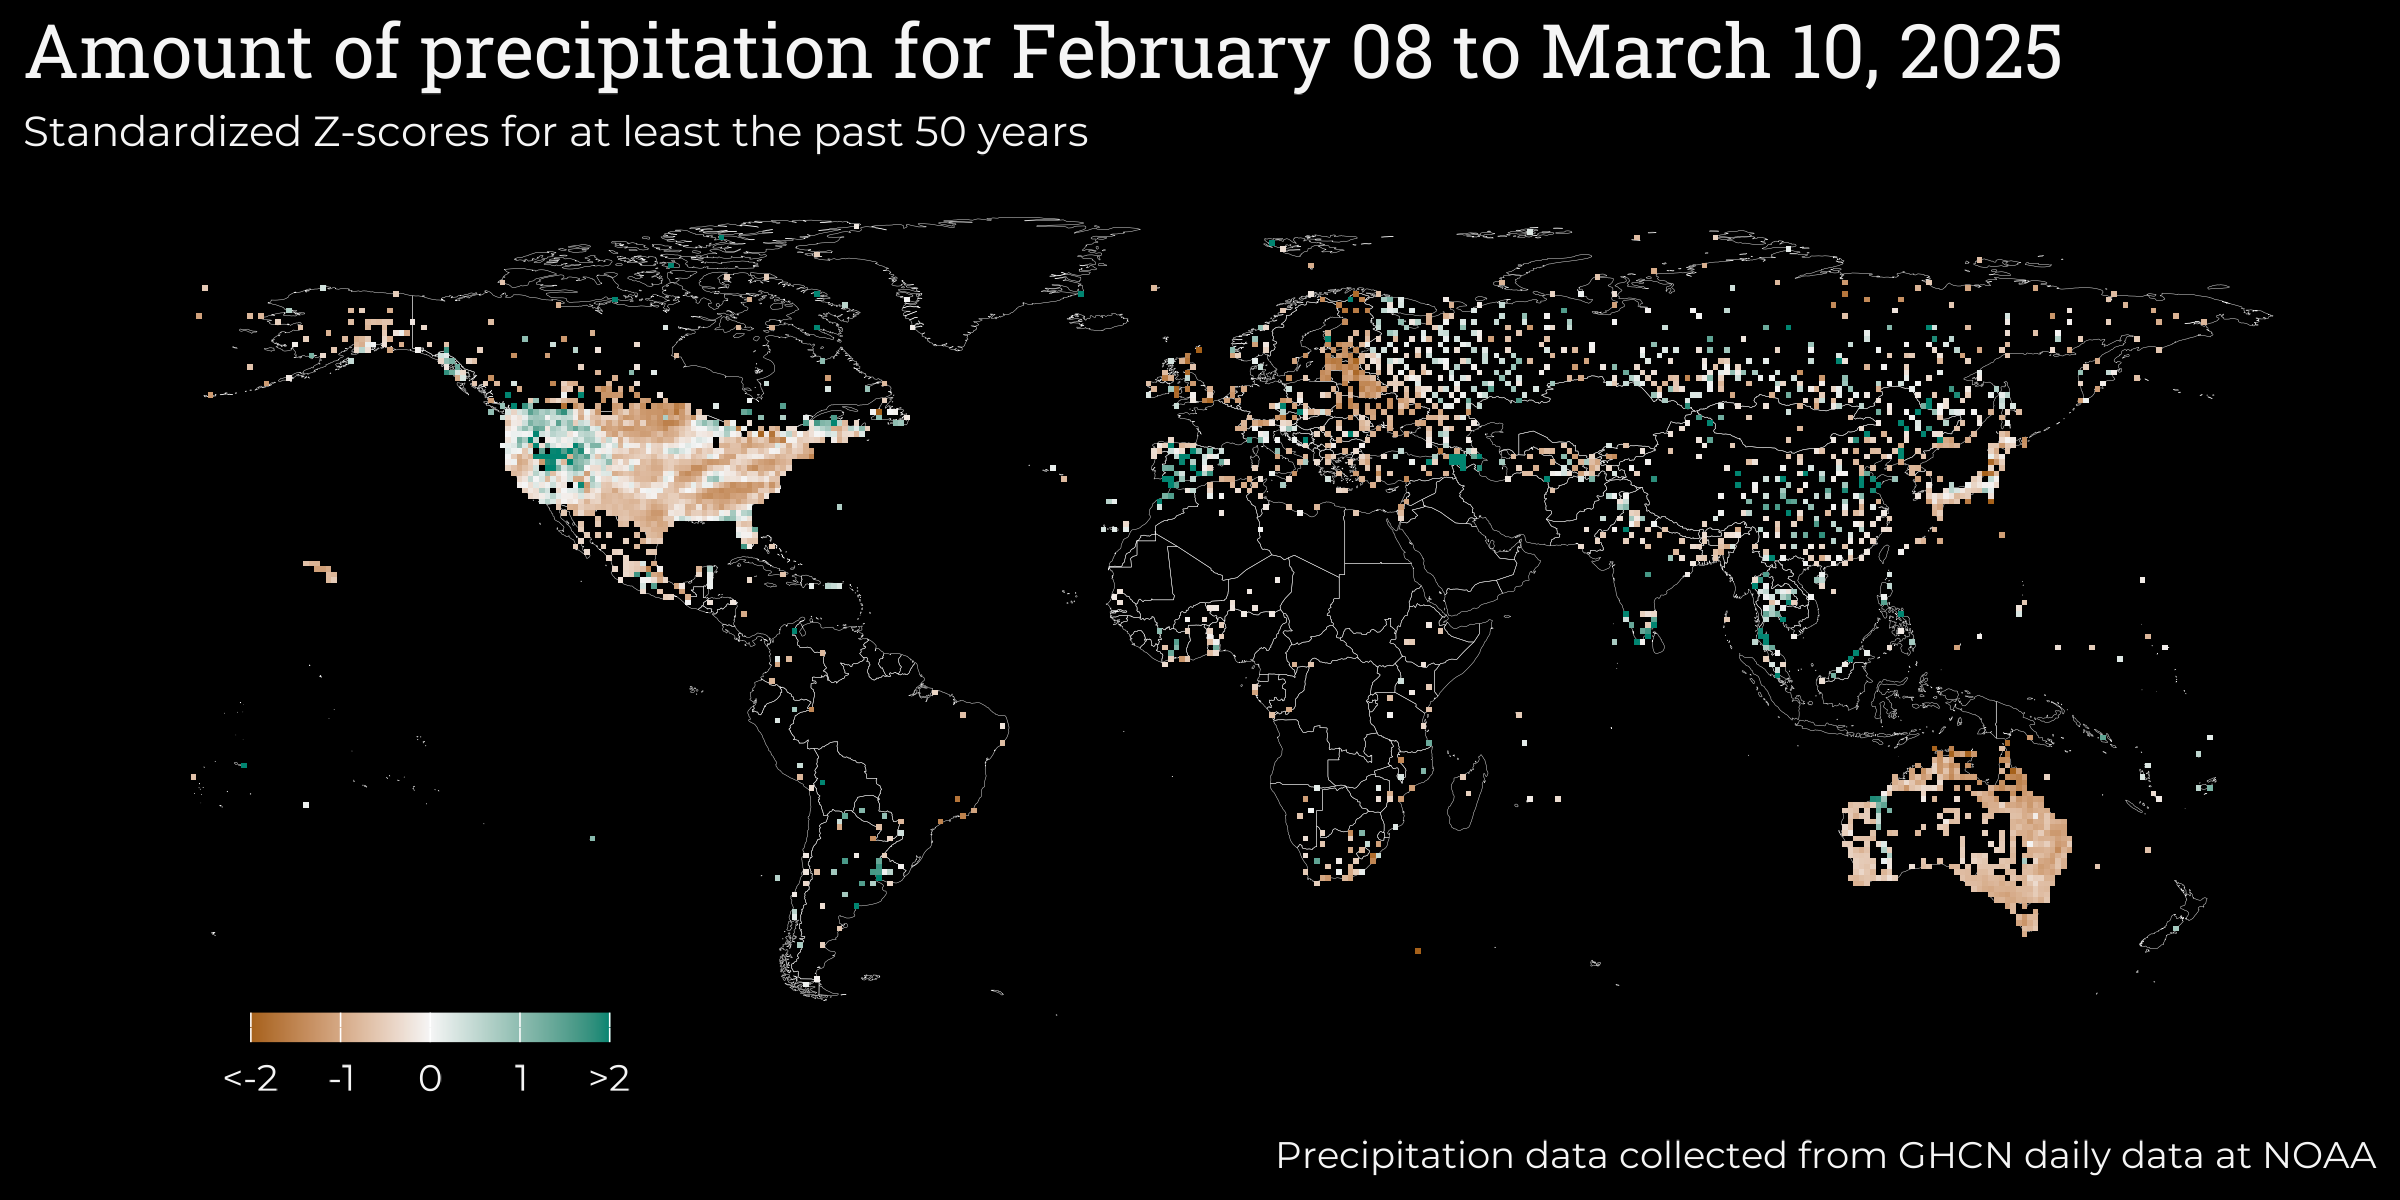 Amount of precipitation for February 08 to March 10, 2025
Standardized Z-scores for at least the past 50 years
<-2 -1 0 1 >2
Precipitation data collected from GHCN daily data at NOAA